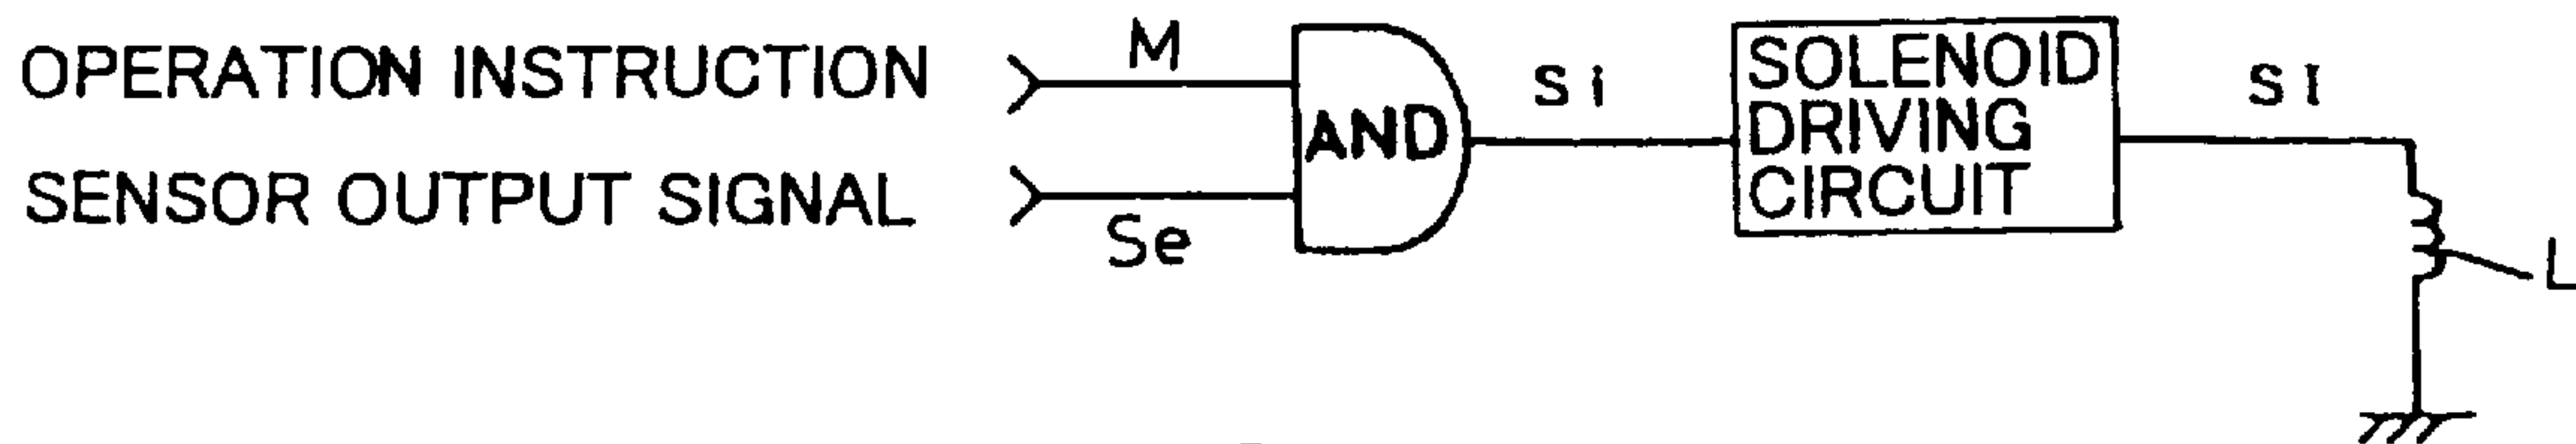 OPERATION INSTRUCTION
M
SENSOR OUTPUT SIGNAL
Se
AND
Si
SOLENOID
DRIVING
CIRCUIT
SI
L